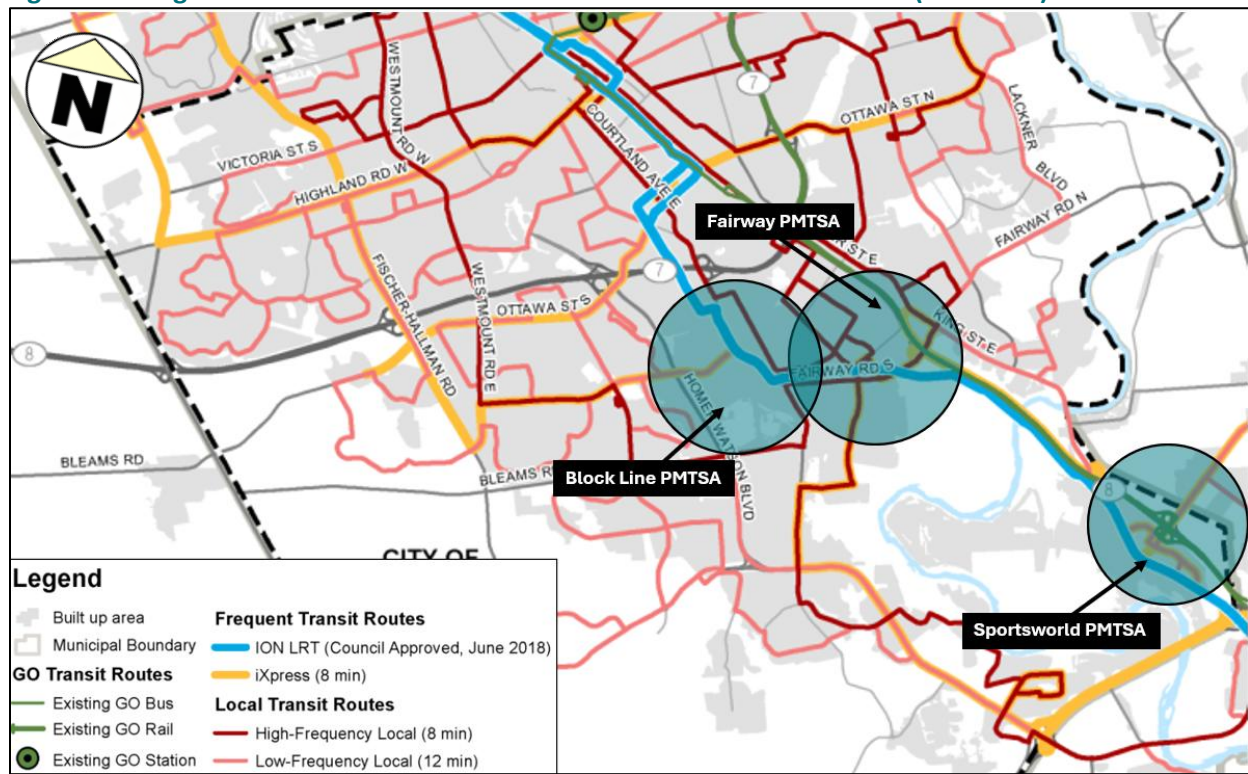 N
7
OTTAWA ST N
LACKNER
BLVD
WESTMOUNT RD W
COURTLAND AVE E
VICTORIA ST S
HIGHLAND RD W
Fairway PMTSA
FAIRWAY RD N
ST E
7
FISCHER-HALLMAN RD
OTTAWA ST S
WESTMOUNT RD E
KING ST E
8
FAIRWAY RD S
HOMER WATSON BLVD
BLEAMS RD
BLEAMS
Block Line PMTSA
8
CITY OF
Sportsworld PMTSA
Legend
Built up area
Municipal Boundary
GO Transit Routes
Existing GO Bus
Existing GO Rail
Existing GO Station
Frequent Transit Routes
ION LRT (Council Approved, June 2018)
iXpress (8 min)
Local Transit Routes
High-Frequency Local (8 min)
Low-Frequency Local (12 min)